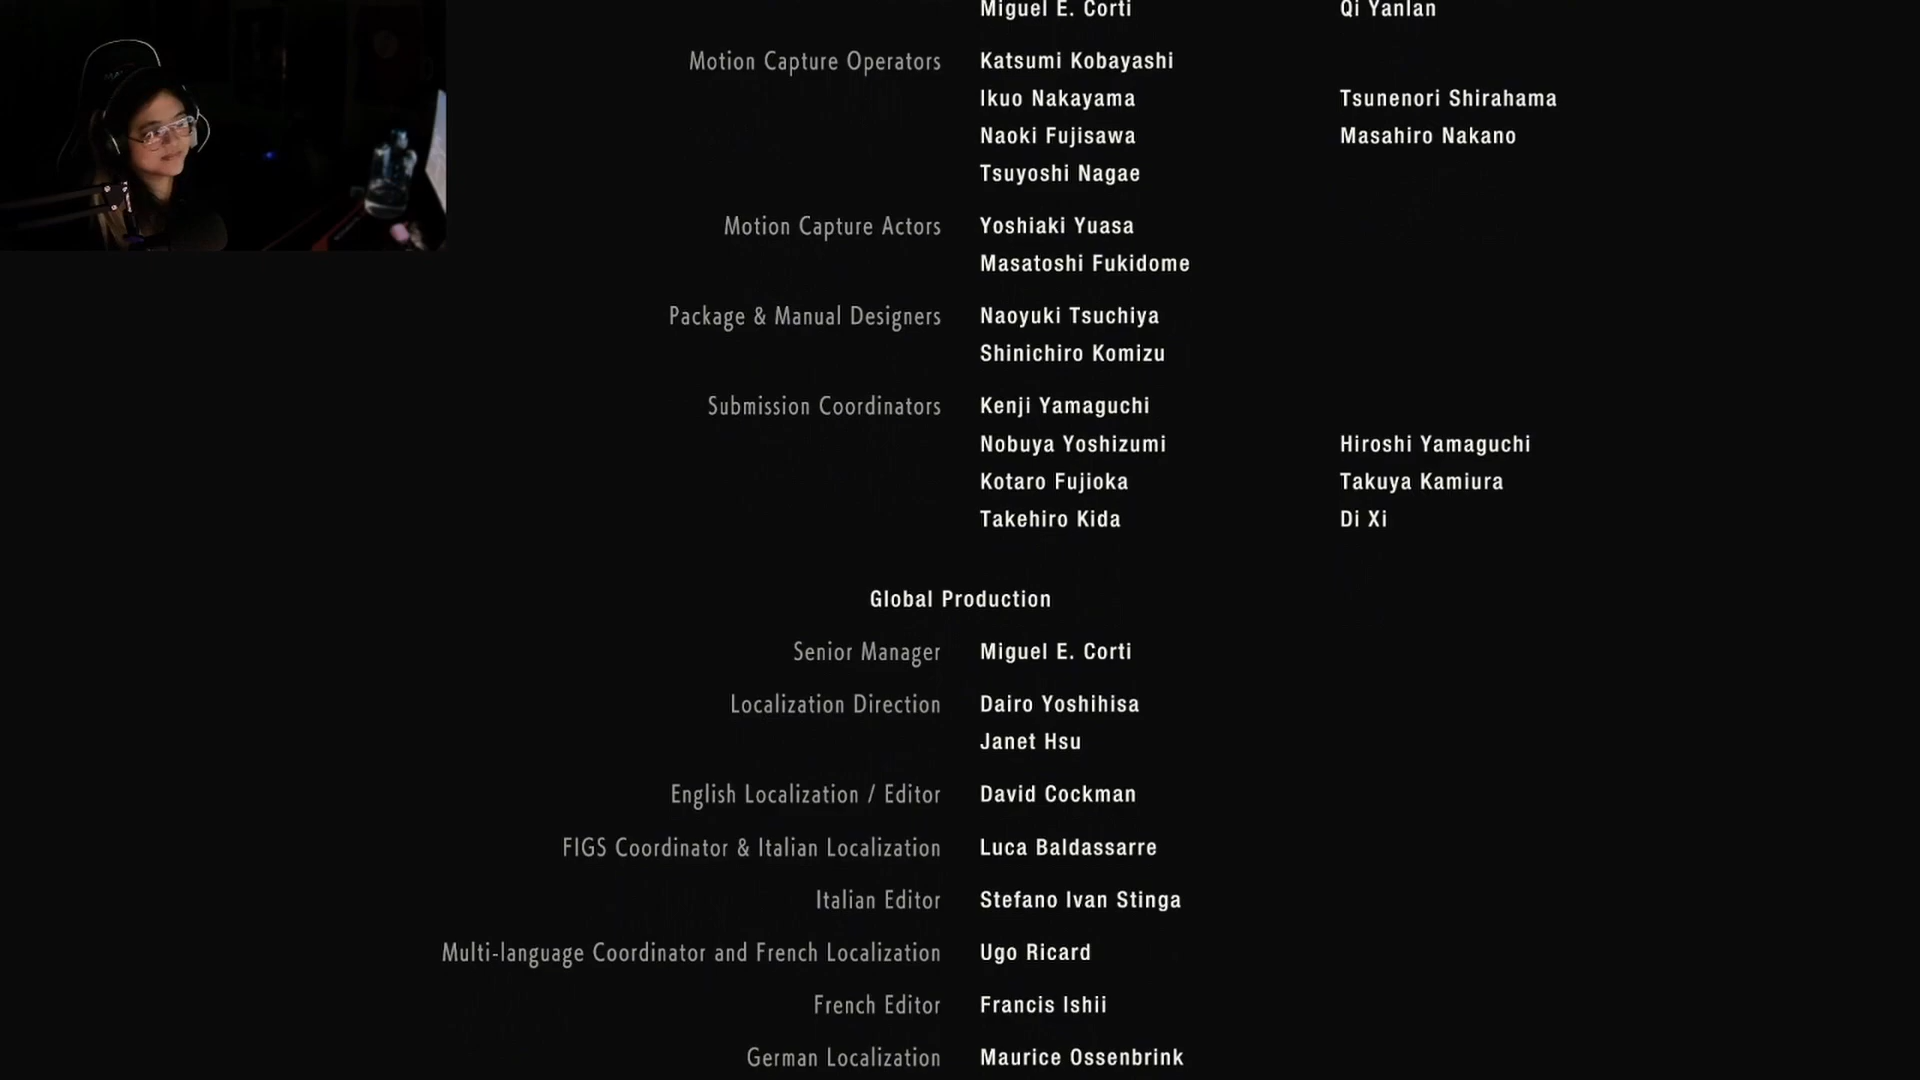 Miguel E. Corti Qi Yanlan
Motion Capture Operators Katsumi Kobayashi
Ikuo Nakayama Tsunenori Shirahama
Naoki Fujisawa Masahiro Nakano
Tsuyoshi Nagae
Motion Capture Actors Yoshiaki Yuasa
Masatoshi Fukidome
Package & Manual Designers Naoyuki Tsuchiya
Shinichiro Komizu
Submission Coordinators Kenji Yamaguchi
Nobuya Yoshizumi Hiroshi Yamaguchi
Kotaro Fujioka Takuya Kamiura
Takehiro Kida Di Xi
Global Production
Senior Manager Miguel E. Corti
Localization Direction Dairo Yoshihisa
Janet Hsu
English Localization / Editor David Cockman
FIGS Coordinator & Italian Localization Luca Baldassarre
Italian Editor Stefano Ivan Stinga
Multi-language Coordinator and French Localization Ugo Ricard
French Editor Francis Ishii
German Localization Maurice Ossenbrink